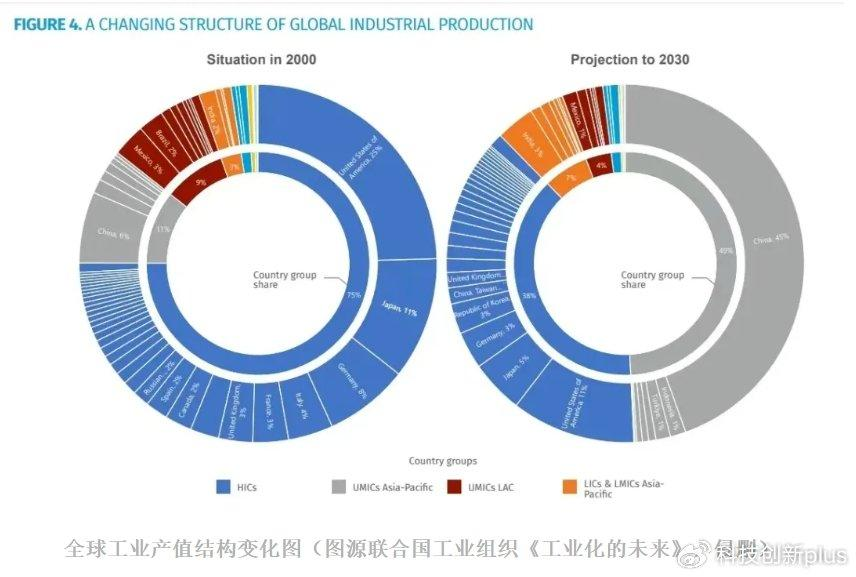 FIGURE 4. A CHANGING STRUCTURE OF GLOBAL INDUSTRIAL PRODUCTION
Situation in 2000
United States of
America, 25%
Japan, 11%
Germany, 8%
Italy, 4%
France, 3%
United Kingdom,
3%
Canada, 2%
Spain, 2%
Russian... 2%
China, 6%
Mexico, 3%
Brazil, 2%
India, 2%
75%
11%
9%
3%
Country group
share
Projection to 2030
China, 45%
Indonesia, 1%
Türkiye, 1%
United States of
America, 11%
Japan, 5%
Germany, 3%
Republic of Korea,
3%
China, Taiwan...
United Kingdom...
India,
Mexico, 1%
49%
38%
7%
4%
Country group
share
Country groups
HICs
UMICs Asia-Pacific
UMICs LAC
LICs & LMICs Asia-
Pacific
全球工业产值结构变化图（图源联合国工业组织《工业化的未来》
科技创新plus